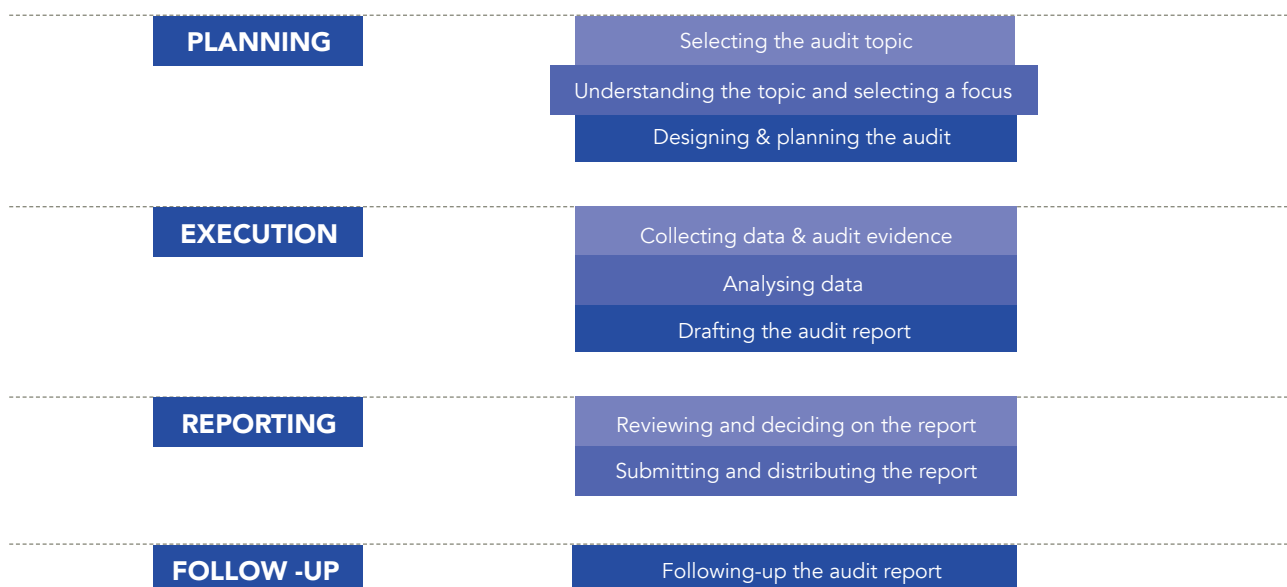 PLANNING
Selecting the audit topic
Understanding the topic and selecting a focus
Designing & planning the audit
EXECUTION
Collecting data & audit evidence
Analysing data
Drafting the audit report
REPORTING
Reviewing and deciding on the report
Submitting and distributing the report
FOLLOW -UP
Following-up the audit report